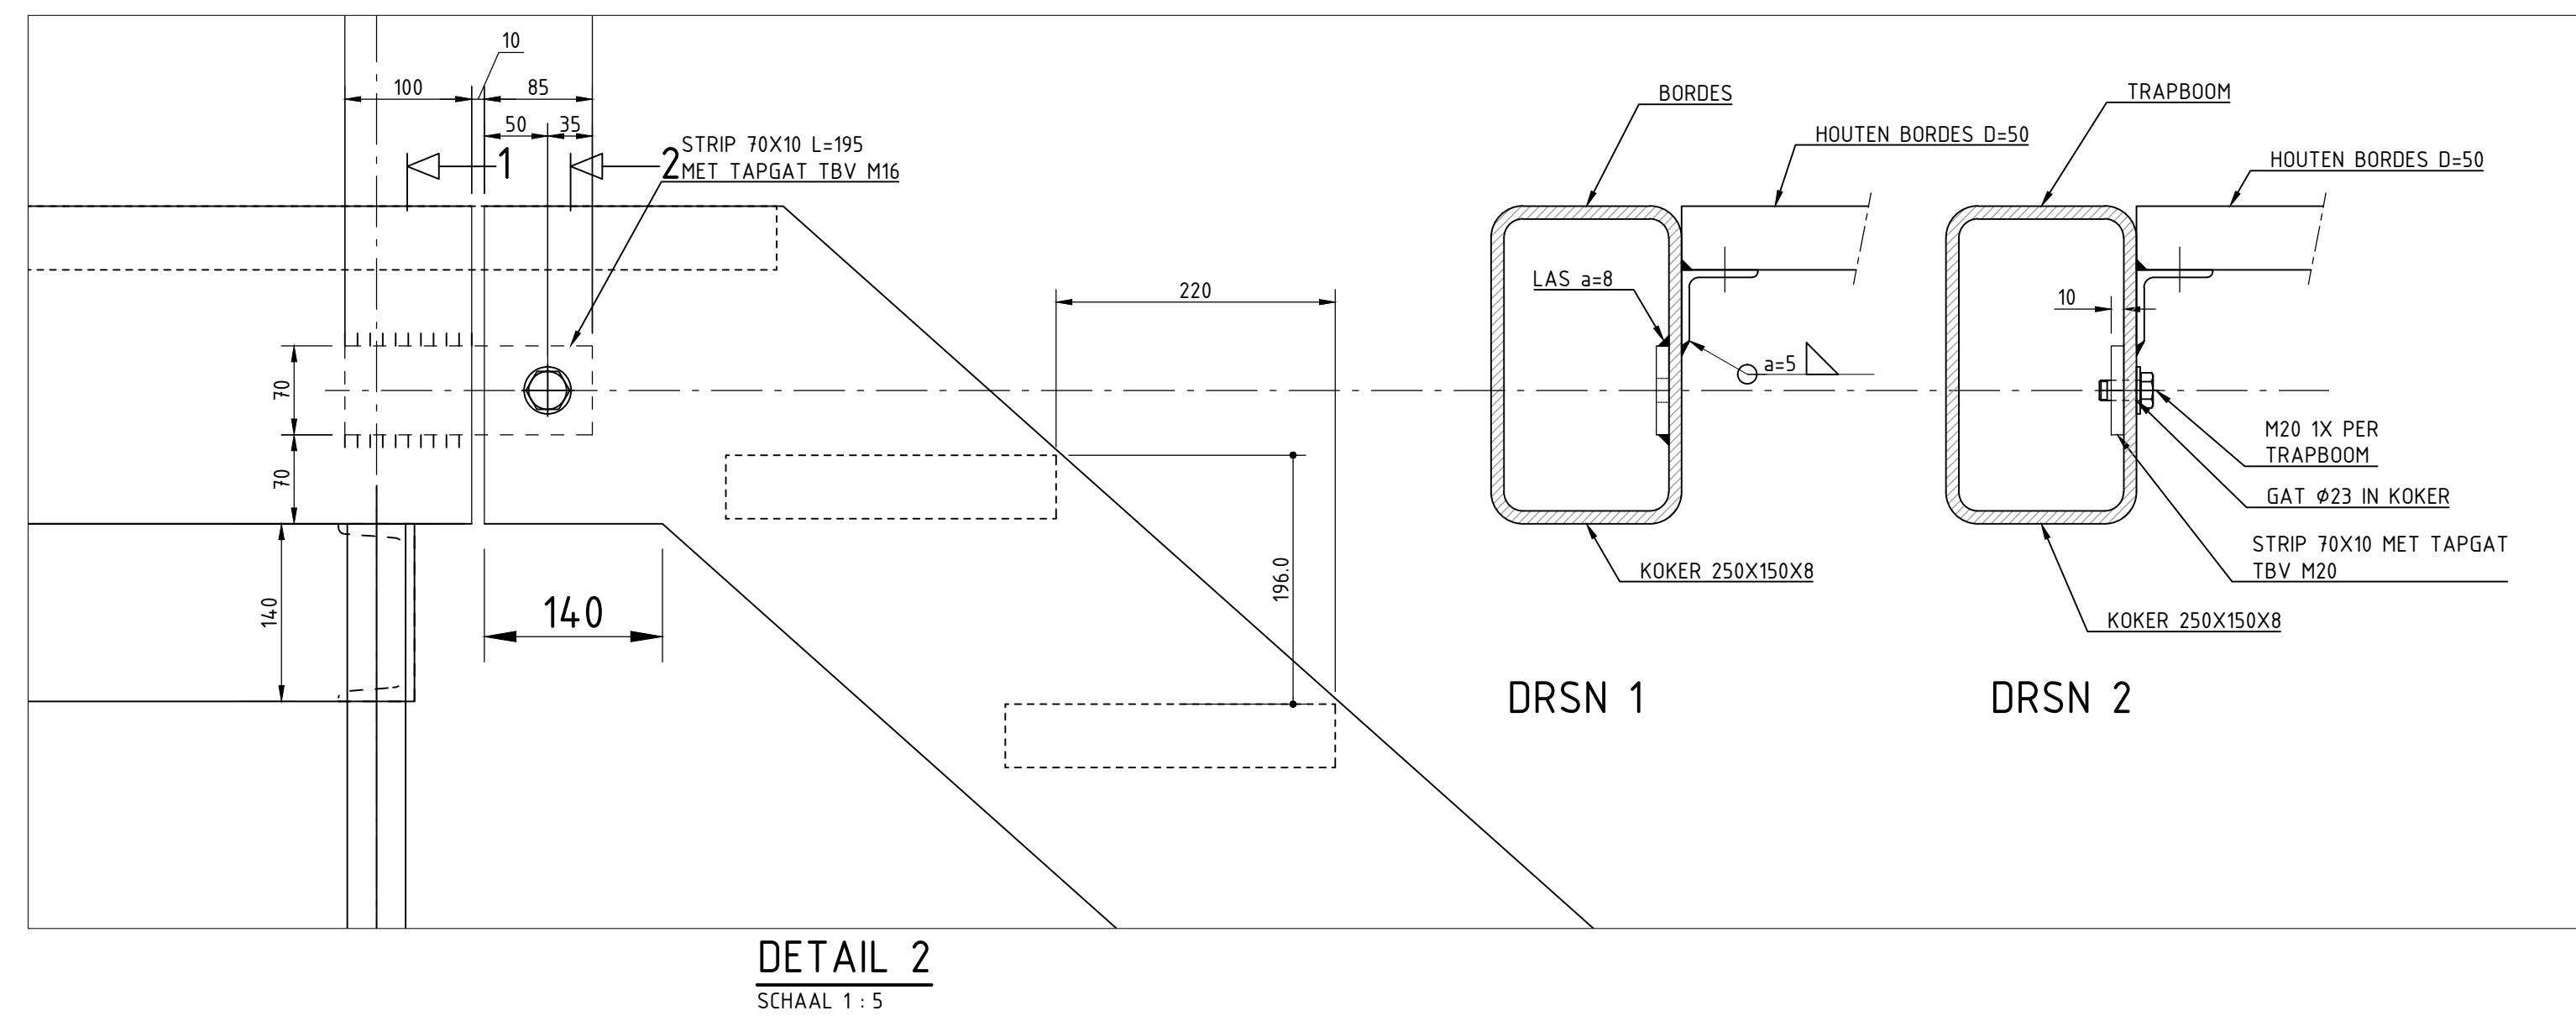 10
100
85
50
35
1
2
STRIP 70X10 L=195
MET TAPGAT TBV M16
70
70
140
140
220
196.0
BORDES
HOUTEN BORDES D=50
LAS a=8
a=5
KOKER 250X150X8
DRSN 1
TRAPBOOM
HOUTEN BORDES D=50
10
M20 1X PER
TRAPBOOM
GAT ⌀23 IN KOKER
STRIP 70X10 MET TAPGAT
TBV M20
KOKER 250X150X8
DRSN 2
DETAIL 2
SCHAAL 1 : 5